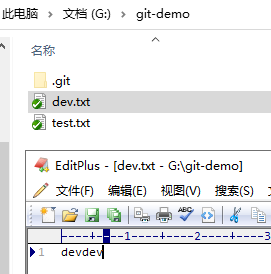 此电脑 > 文档 (G:) > git-demo
名称
.git
dev.txt
test.txt
EditPlus - [dev.txt - G:\git-demo]
文件(F) 编辑(E) 视图(V) 搜索(S)
----+----1----+----2----+----3
1 devdev